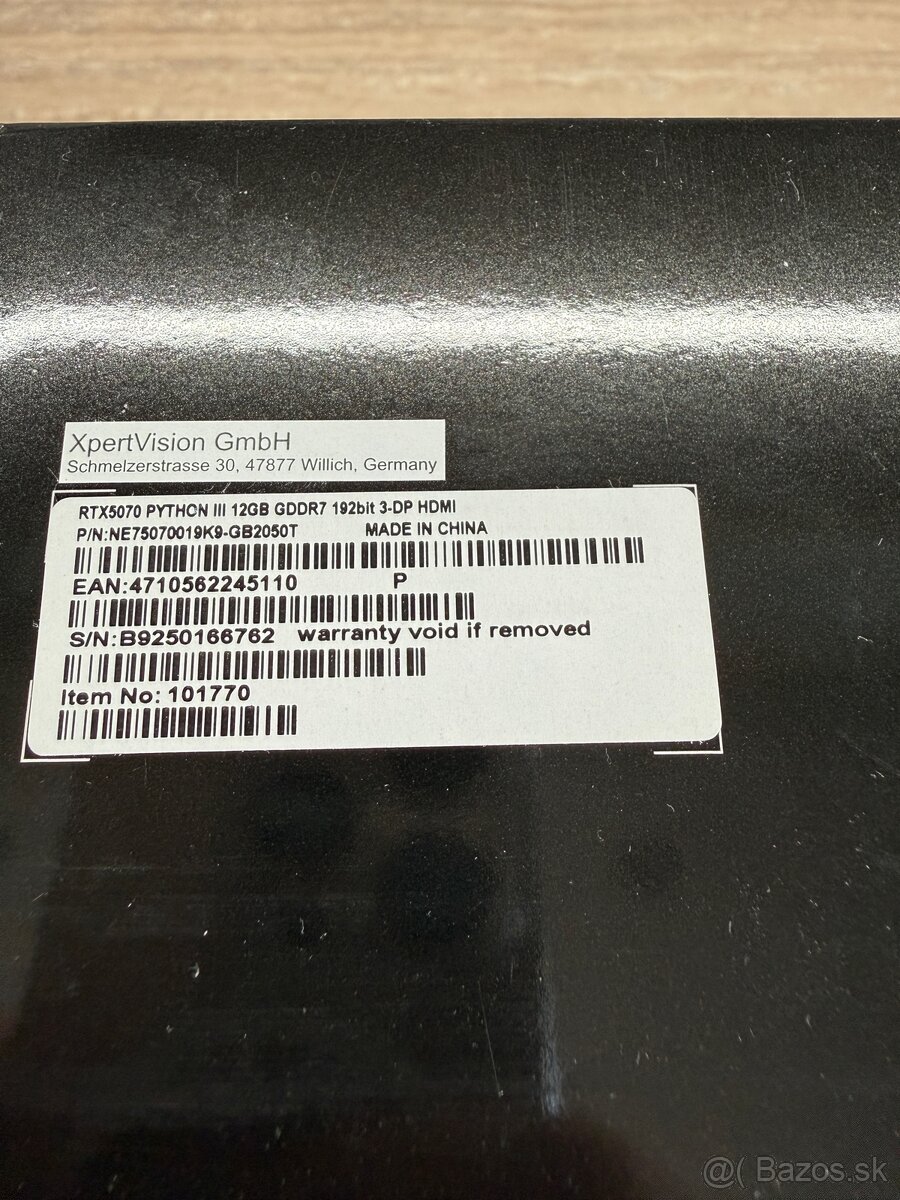 XpertVision GmbH
Schmelzerstrasse 30, 47877 Willich, Germany
RTX5070 PYTHON III 12GB GDDR7 192bit 3-DP HDMI
P/N:NE75070019K9-GB2050T MADE IN CHINA
EAN:4710562245110 P
S/N:B9250166762 warranty void if removed
Item No: 101770
@( Bazos.sk